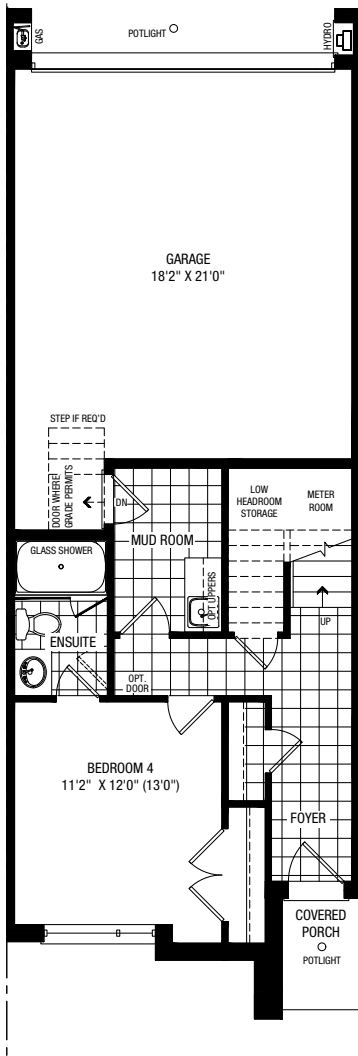 GAS
POTLIGHT
HYDRO
GARAGE
18'2" X 21'0"
STEP IF REQ'D
DOOR WHERE
GRADE PERMITS
DN
LOW
HEADROOM
STORAGE
METER
ROOM
MUD ROOM
GLASS SHOWER
OPT UPPERS
UP
ENSUITE
OPT.
DOOR
BEDROOM 4
11'2" X 12'0" (13'0")
FOYER
COVERED
PORCH
POTLIGHT